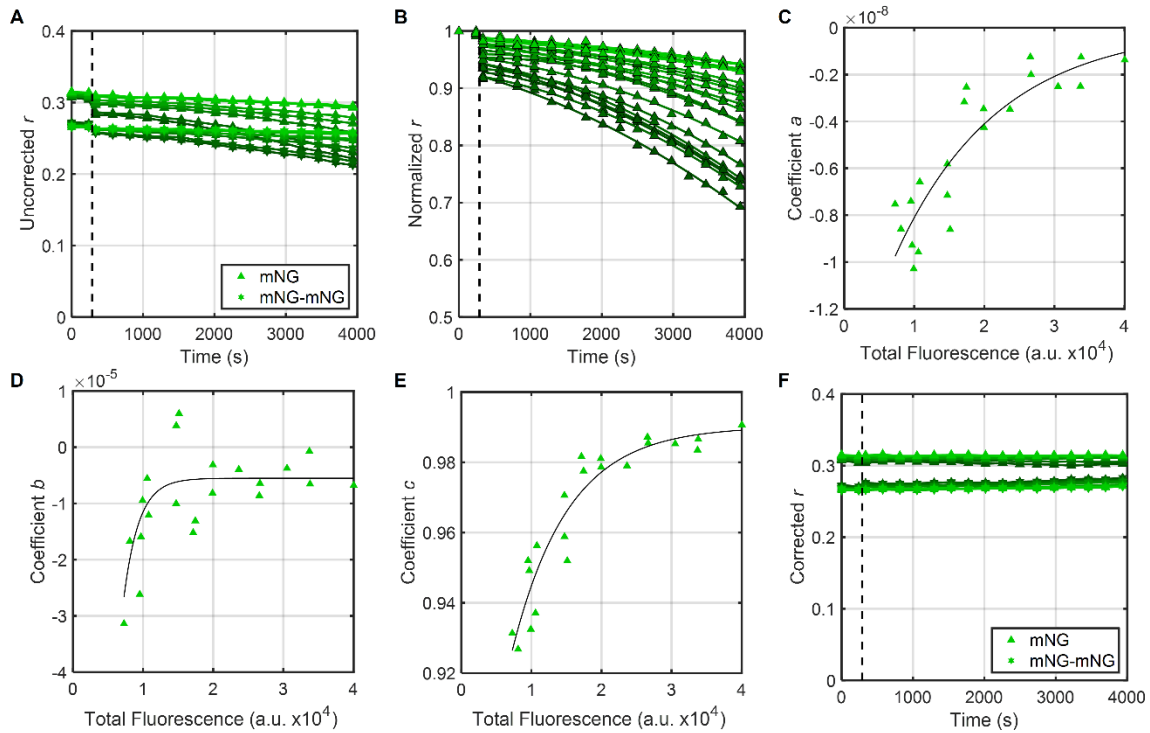 A
0.4
0.3
0.2
0.1
0
Uncorrected r
0 1000 2000 3000 4000
Time (s)
mNG
mNG-mNG
B
1
0.9
0.8
0.7
0.6
0.5
Normalized r
0 1000 2000 3000 4000
Time (s)
C
×10⁻⁸
0
-0.2
-0.4
-0.6
-0.8
-1
-1.2
Coefficient a
0 1 2 3 4
Total Fluorescence (a.u. x10⁴)
D
×10⁻⁵
1
0
-1
-2
-3
-4
Coefficient b
0 1 2 3 4
Total Fluorescence (a.u. x10⁴)
E
1
0.98
0.96
0.94
0.92
Coefficient c
0 1 2 3 4
Total Fluorescence (a.u. x10⁴)
F
0.4
0.3
0.2
0.1
0
Corrected r
0 1000 2000 3000 4000
Time (s)
mNG
mNG-mNG